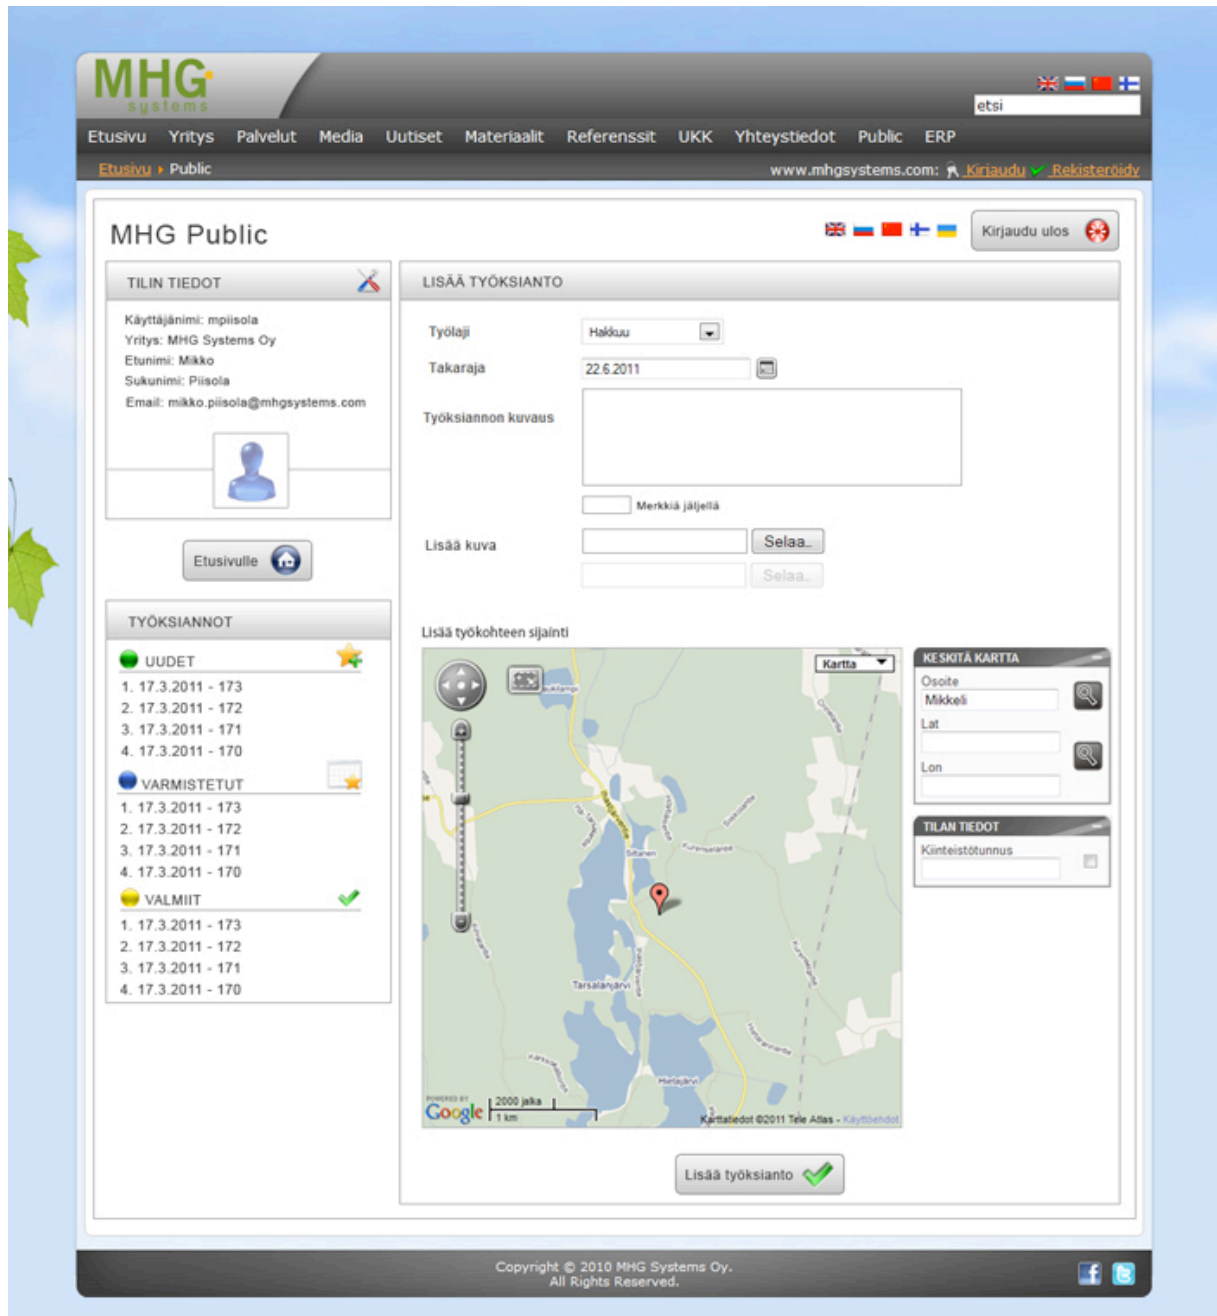 MHG
systems
etsi
Etusivu Yritys Palvelut Media Uutiset Materiaalit Referenssit UKK Yhteystiedot Public ERP
Etusivu Public
www.mhgsystems.com: Kirjaudu Rekisteröidy
MHG Public
Kirjaudu ulos
TILIN TIEDOT
Käyttäjänimi: mpiisola
Yritys: MHG Systems Oy
Etunimi: Mikko
Sukunimi: Piisola
Email: mikko.piisola@mhgsystems.com
Etusivulle
TYÖKSIANNOT
UUDET
1. 17.3.2011 - 173
2. 17.3.2011 - 172
3. 17.3.2011 - 171
4. 17.3.2011 - 170
VARMISTETUT
1. 17.3.2011 - 173
2. 17.3.2011 - 172
3. 17.3.2011 - 171
4. 17.3.2011 - 170
VALMIIT
1. 17.3.2011 - 173
2. 17.3.2011 - 172
3. 17.3.2011 - 171
4. 17.3.2011 - 170
LISÄÄ TYÖKSIANTO
Työlaji Hakkuu
Takaraja 22.6.2011
Työksiannon kuvaus
Merkkiä jäljellä
Lisää kuva Selaa..
Selaa..
Lisää työkohteen sijainti
Kartta
Ihastjärventie
Siltanen
Kurenseläntie
Tarsalanjärvi
Hietajärvi
POWERED BY
Google
2000 jalka
1 km
Karttatiedot ©2011 Tele Atlas - Käyttöehdot
KESKITÄ KARTTA
Osoite
Mikkeli
Lat
Lon
TILAN TIEDOT
Kiinteistötunnus
Lisää työksianto
Copyright © 2010 MHG Systems Oy.
All Rights Reserved.